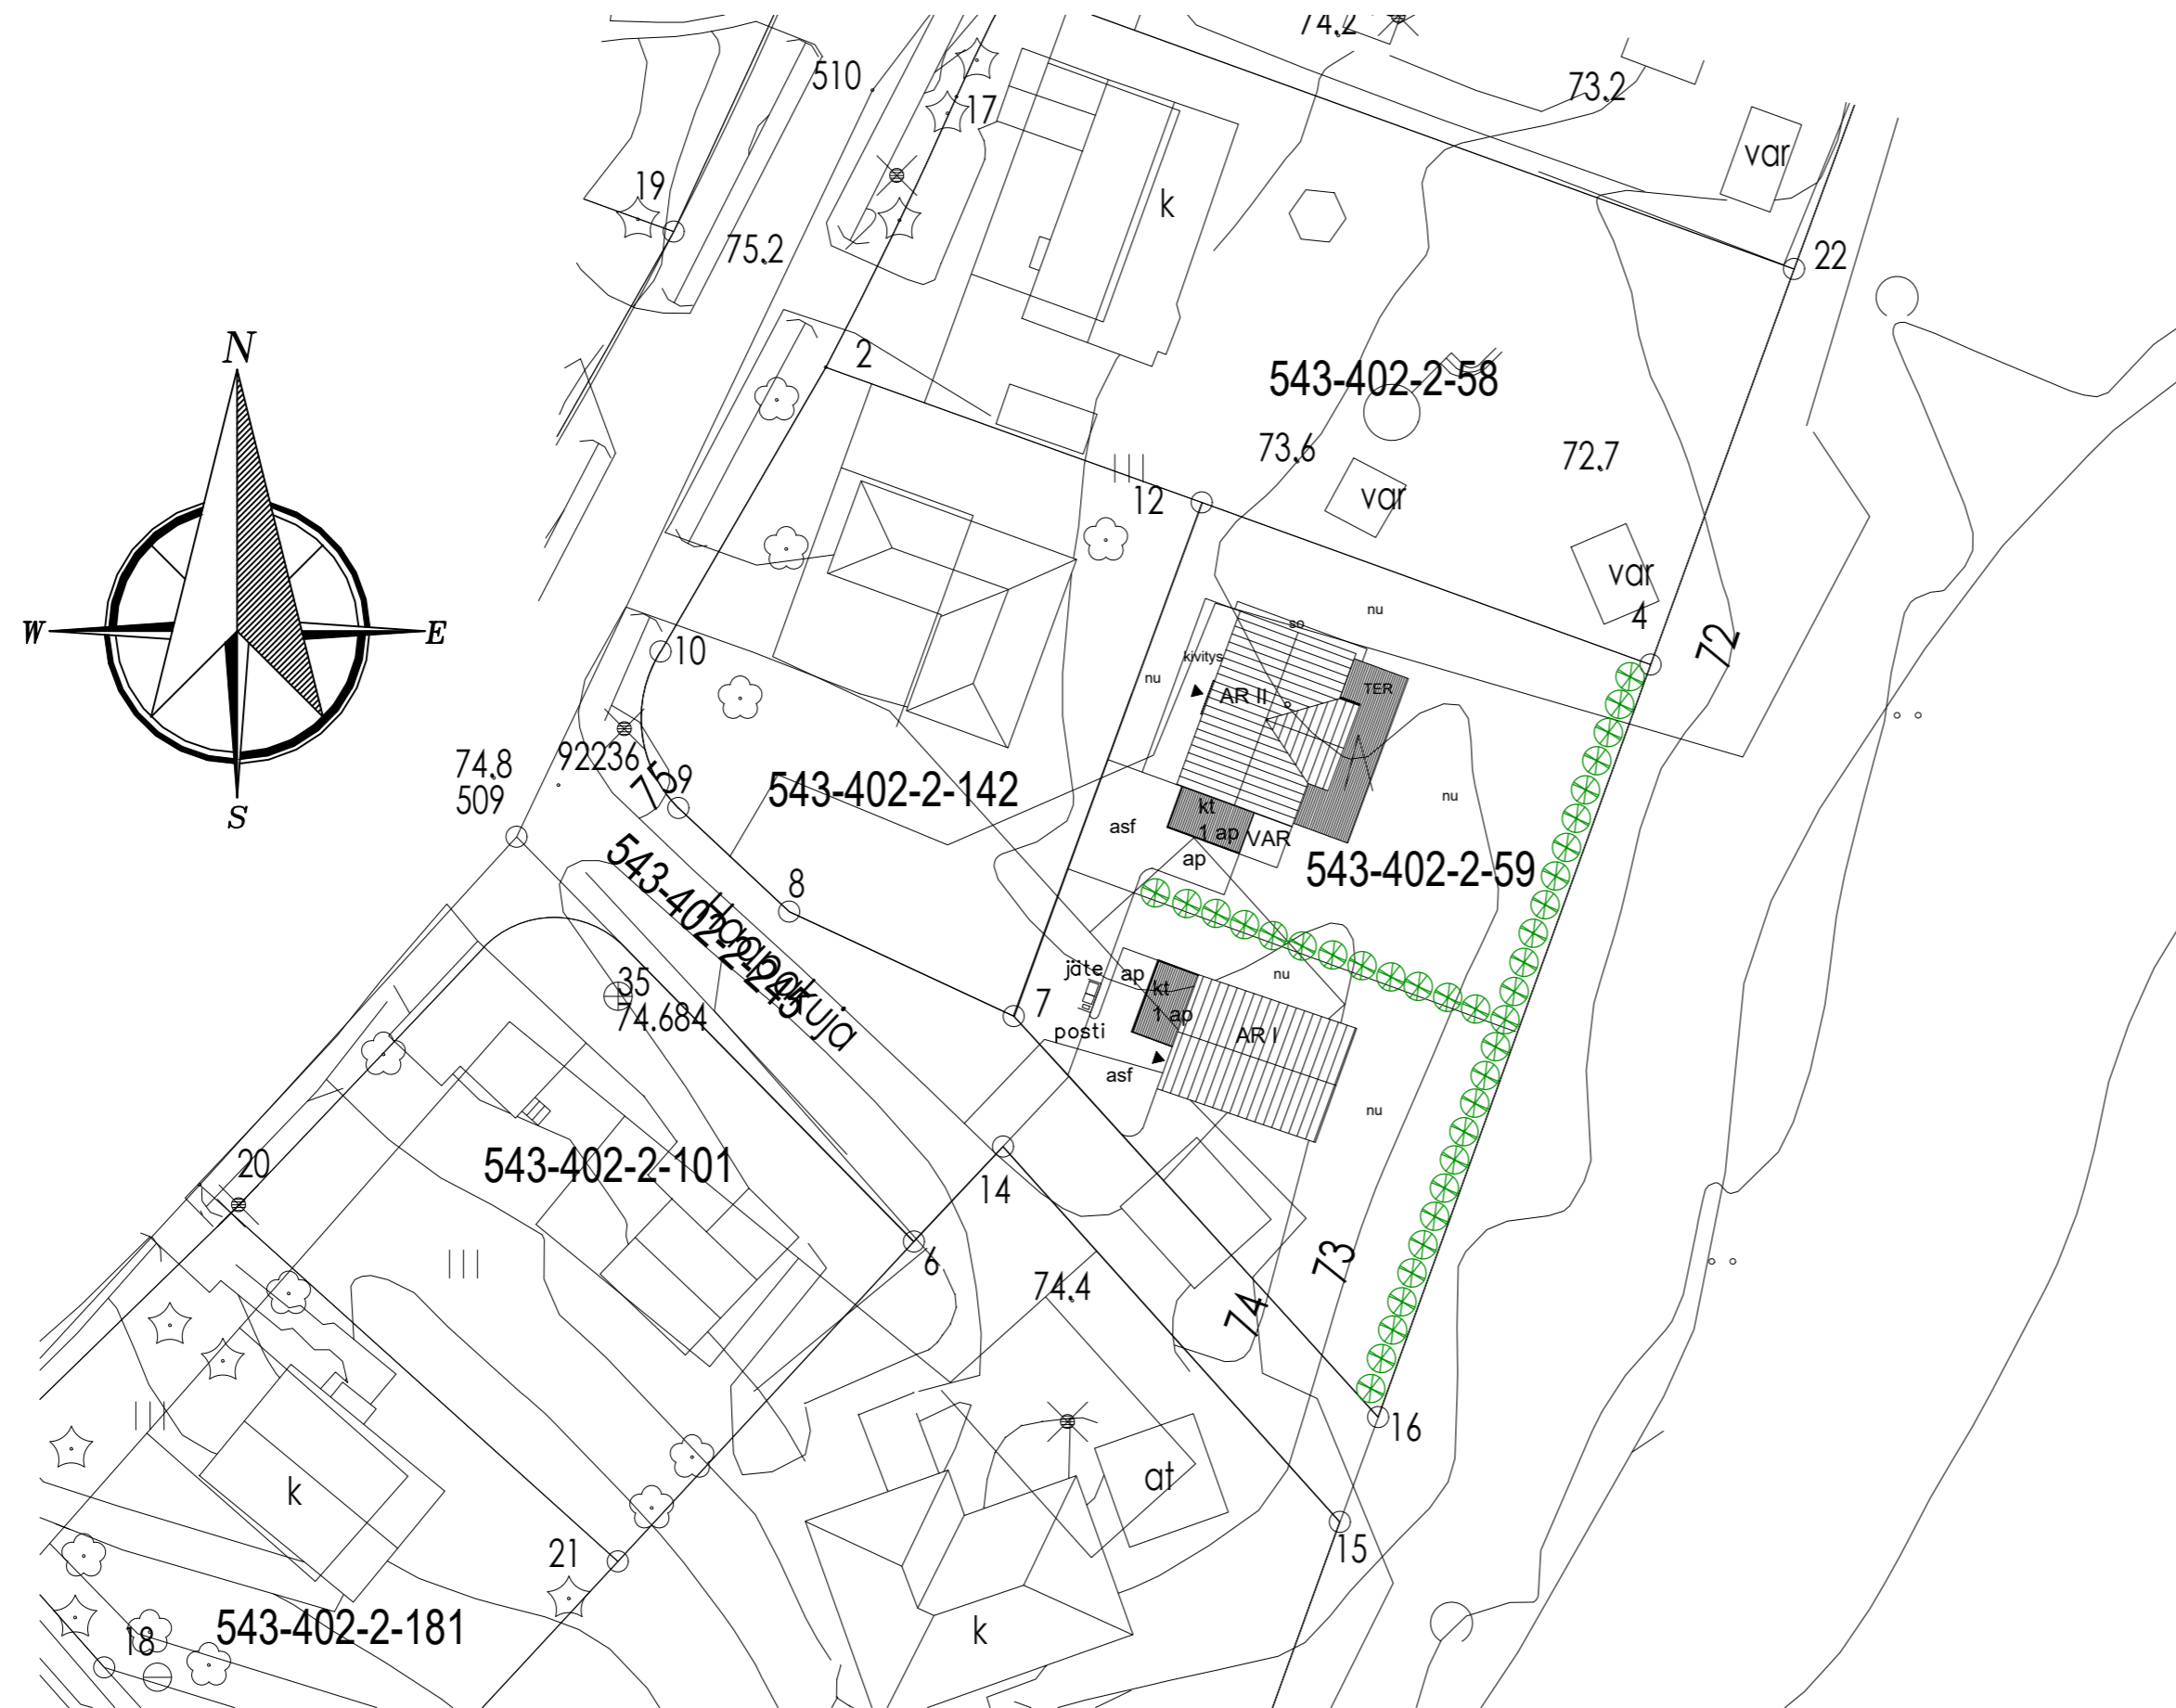 74.2
73.2
510
17
var
19
k
75.2
22
N
2
543-402-2-58
73.6
72.7
var
12
var
nu
4
so
W
E
10
kivitys
72
nu
TER
AR II
92236
74.8
75
9
543-402-2-142
nu
509
kt
S
asf
1 ap
VAR
ap
543-402-2-59
8
543-402-2-245
Haapakuja
jäte
ap
nu
35
kt
7
1 ap
74.684
posti
AR I
asf
nu
20
543-402-2-101
14
6
73
74.4
74
16
at
k
15
21
543-402-2-181
k
18